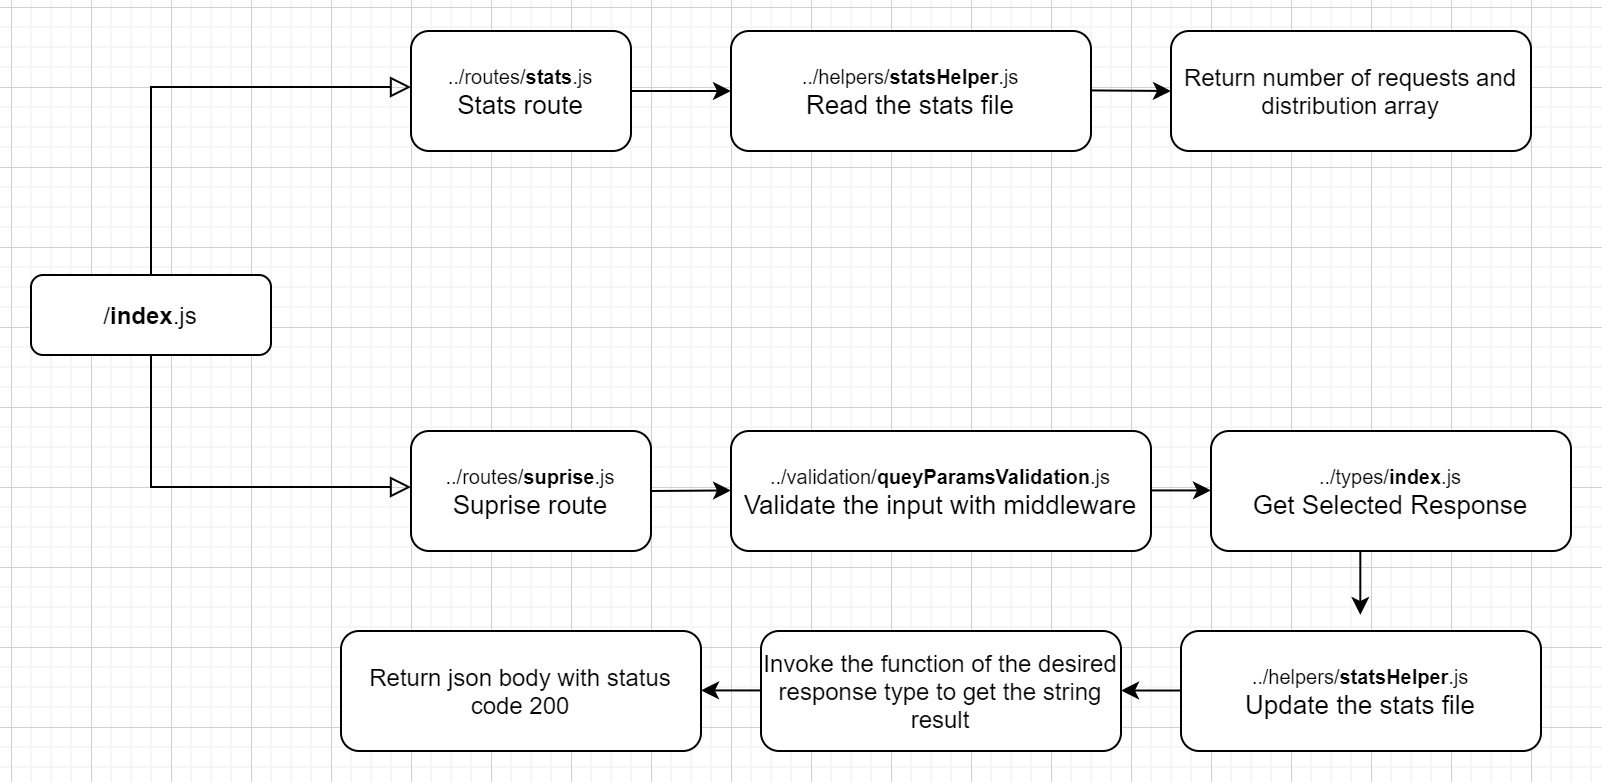 ../routes/stats.js
Stats route
../helpers/statsHelper.js
Read the stats file
Return number of requests and
distribution array
/index.js
../routes/suprise.js
Suprise route
../validation/queyParamsValidation.js
Validate the input with middleware
../types/index.js
Get Selected Response
Return json body with status
code 200
Invoke the function of the desired
response type to get the string
result
../helpers/statsHelper.js
Update the stats file